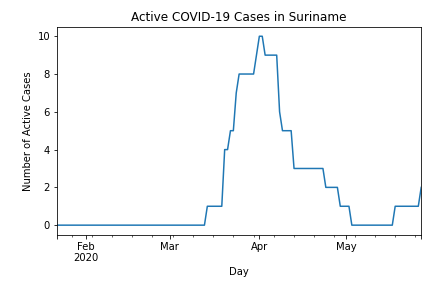 Active COVID-19 Cases in Suriname
Number of Active Cases
10
8
6
4
2
0
Feb
2020
Mar
Apr
May
Day